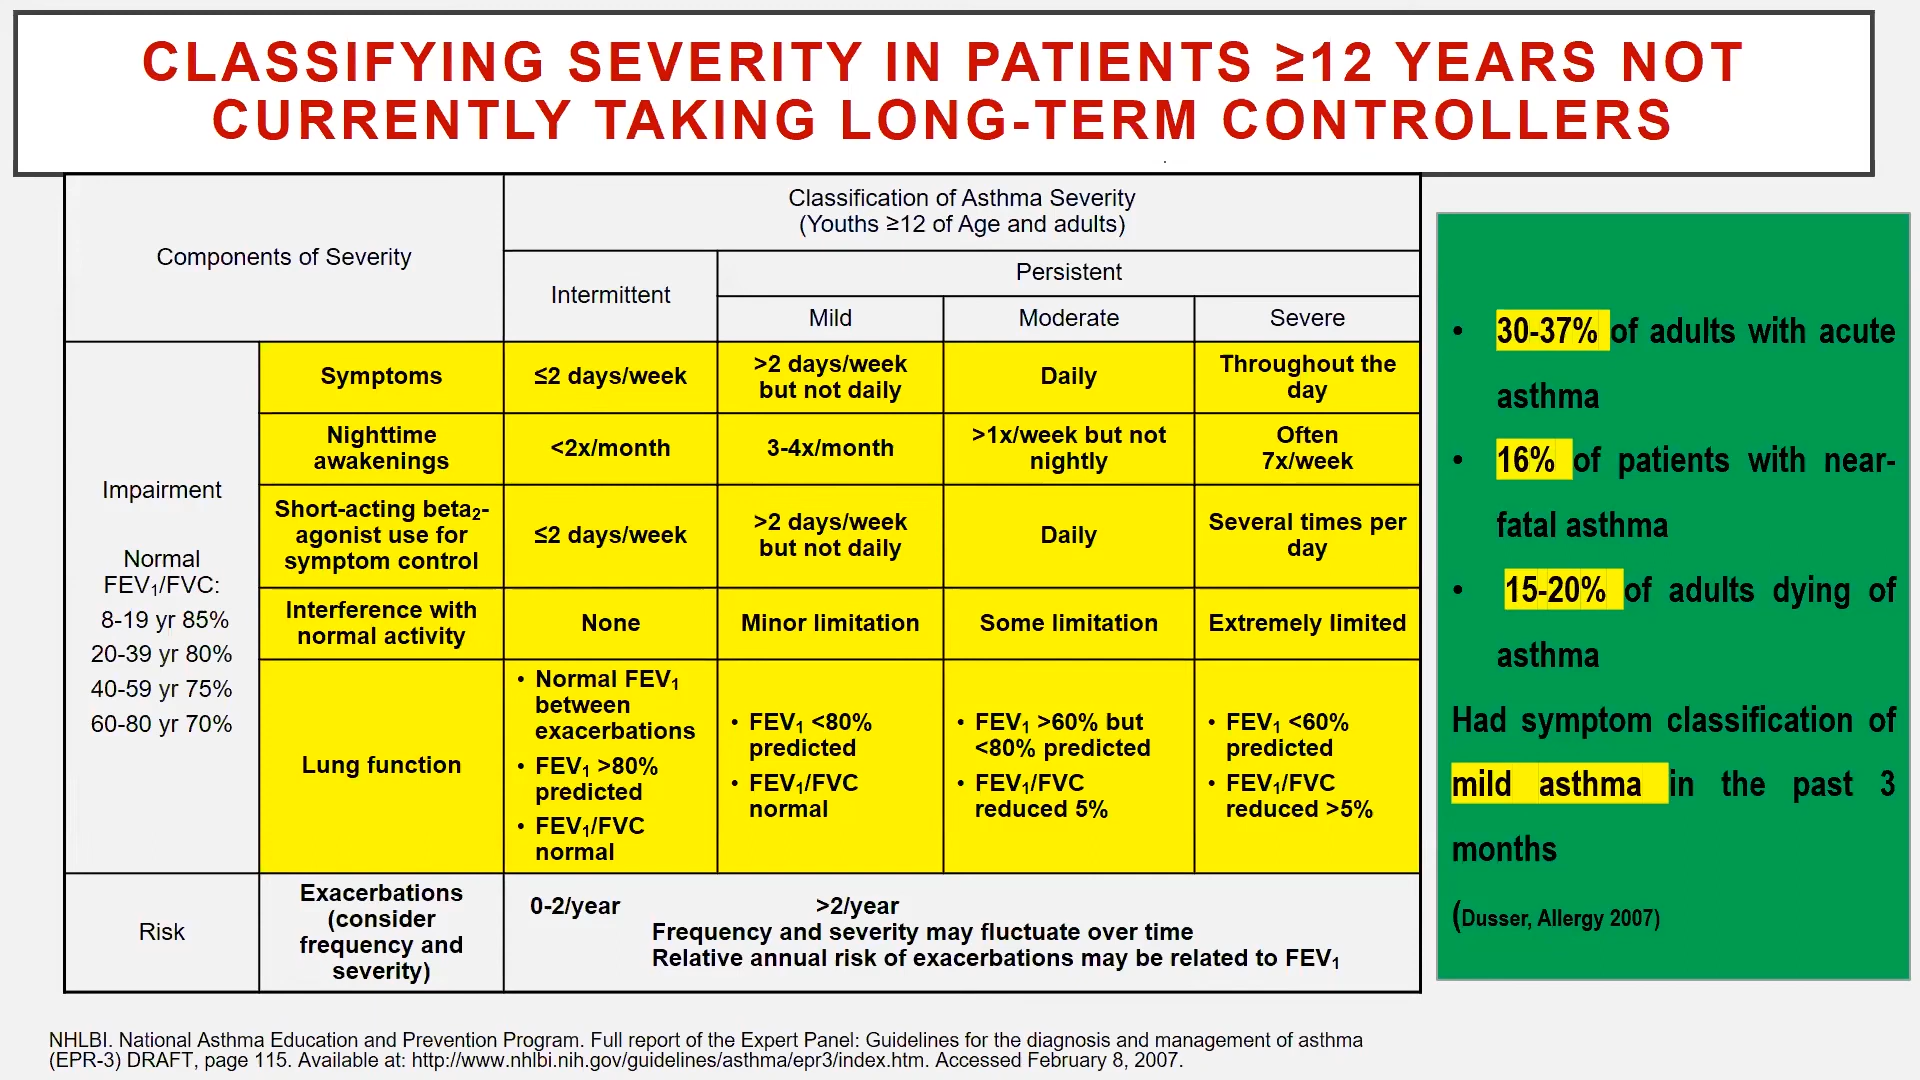 CLASSIFYING SEVERITY IN PATIENTS ≥12 YEARS NOT
CURRENTLY TAKING LONG-TERM CONTROLLERS
Components of Severity
Classification of Asthma Severity
(Youths ≥12 of Age and adults)
Intermittent
Persistent
Mild
Moderate
Severe
Impairment
Normal
FEV₁/FVC:
8-19 yr 85%
20-39 yr 80%
40-59 yr 75%
60-80 yr 70%
Symptoms
≤2 days/week
>2 days/week
but not daily
Daily
Throughout the
day
Nighttime
awakenings
<2x/month
3-4x/month
>1x/week but not
nightly
Often
7x/week
Short-acting beta₂-
agonist use for
symptom control
≤2 days/week
>2 days/week
but not daily
Daily
Several times per
day
Interference with
normal activity
None
Minor limitation
Some limitation
Extremely limited
Lung function
• Normal FEV₁
between
exacerbations
• FEV₁ >80%
predicted
• FEV₁/FVC
normal
• FEV₁ <80%
predicted
• FEV₁/FVC
normal
• FEV₁ >60% but
<80% predicted
• FEV₁/FVC
reduced 5%
• FEV₁ <60%
predicted
• FEV₁/FVC
reduced >5%
Risk
Exacerbations
(consider
frequency and
severity)
0-2/year >2/year
Frequency and severity may fluctuate over time
Relative annual risk of exacerbations may be related to FEV₁
• 30-37% of adults with acute
asthma
• 16% of patients with near-
fatal asthma
• 15-20% of adults dying of
asthma
Had symptom classification of
mild asthma in the past 3
months
(Dusser, Allergy 2007)
NHLBI. National Asthma Education and Prevention Program. Full report of the Expert Panel: Guidelines for the diagnosis and management of asthma
(EPR-3) DRAFT, page 115. Available at: http://www.nhlbi.nih.gov/guidelines/asthma/epr3/index.htm. Accessed February 8, 2007.